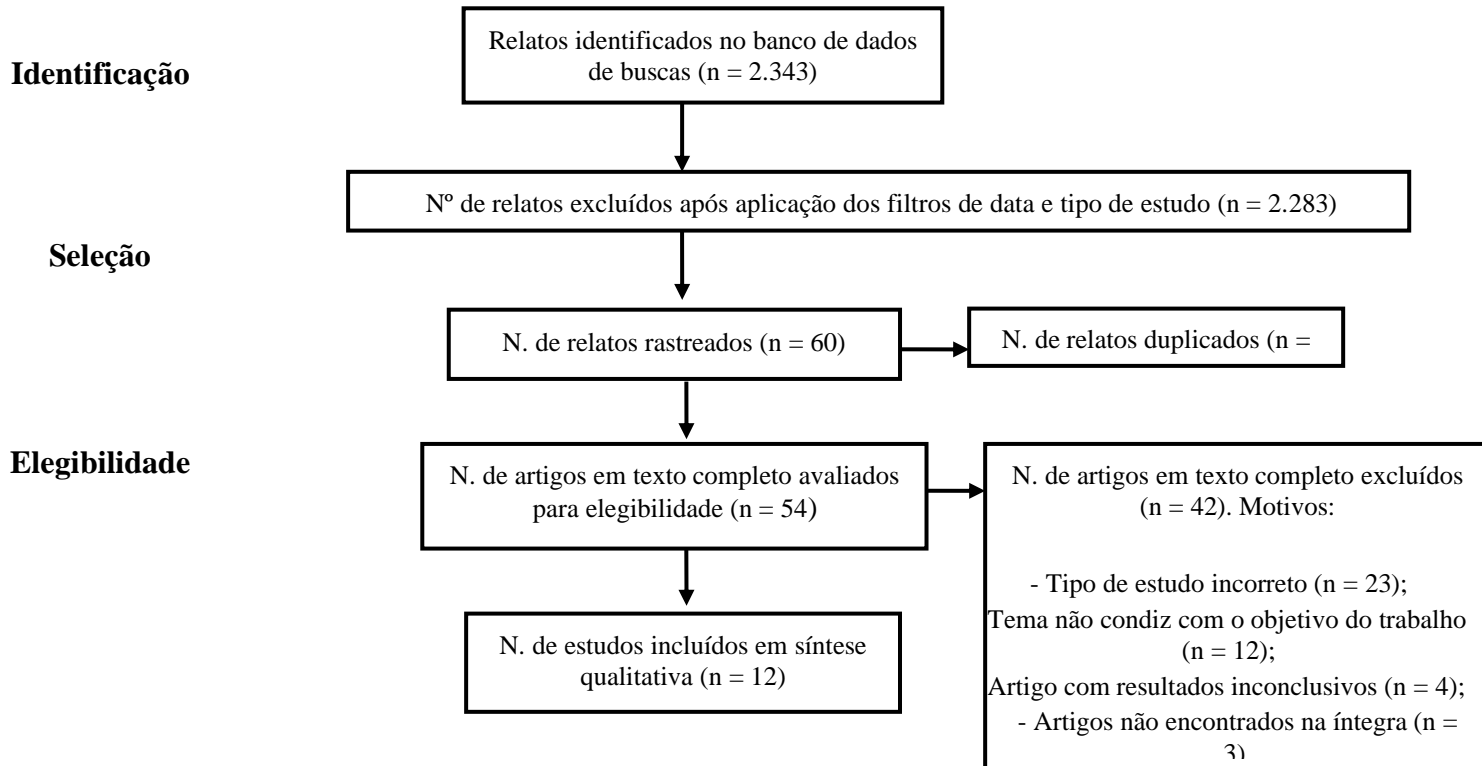 Relatos identificados no banco de dados
de buscas (n = 2.343)
Identificação
Nº de relatos excluídos após aplicação dos filtros de data e tipo de estudo (n = 2.283)
Seleção
N. de relatos rastreados (n = 60)
N. de relatos duplicados (n =
Elegibilidade
N. de artigos em texto completo avaliados
para elegibilidade (n = 54)
N. de artigos em texto completo excluídos
(n = 42). Motivos:
- Tipo de estudo incorreto (n = 23);
Tema não condiz com o objetivo do trabalho
(n = 12);
Artigo com resultados inconclusivos (n = 4);
- Artigos não encontrados na íntegra (n =
3)
N. de estudos incluídos em síntese
qualitativa (n = 12)